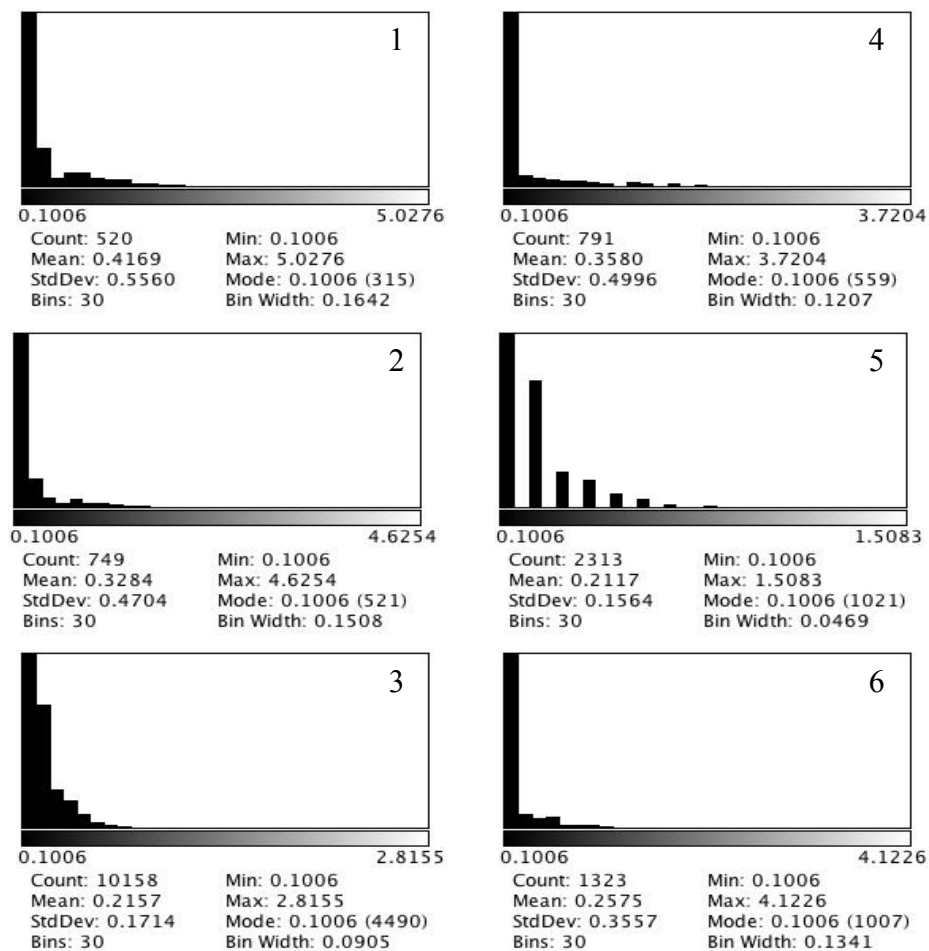 1
0.1006 5.0276
Count: 520 Min: 0.1006
Mean: 0.4169 Max: 5.0276
StdDev: 0.5560 Mode: 0.1006 (315)
Bins: 30 Bin Width: 0.1642
4
0.1006 3.7204
Count: 791 Min: 0.1006
Mean: 0.3580 Max: 3.7204
StdDev: 0.4996 Mode: 0.1006 (559)
Bins: 30 Bin Width: 0.1207
2
0.1006 4.6254
Count: 749 Min: 0.1006
Mean: 0.3284 Max: 4.6254
StdDev: 0.4704 Mode: 0.1006 (521)
Bins: 30 Bin Width: 0.1508
5
0.1006 1.5083
Count: 2313 Min: 0.1006
Mean: 0.2117 Max: 1.5083
StdDev: 0.1564 Mode: 0.1006 (1021)
Bins: 30 Bin Width: 0.0469
3
0.1006 2.8155
Count: 10158 Min: 0.1006
Mean: 0.2157 Max: 2.8155
StdDev: 0.1714 Mode: 0.1006 (4490)
Bins: 30 Bin Width: 0.0905
6
0.1006 4.1226
Count: 1323 Min: 0.1006
Mean: 0.2575 Max: 4.1226
StdDev: 0.3557 Mode: 0.1006 (1007)
Bins: 30 Bin Width: 0.1341